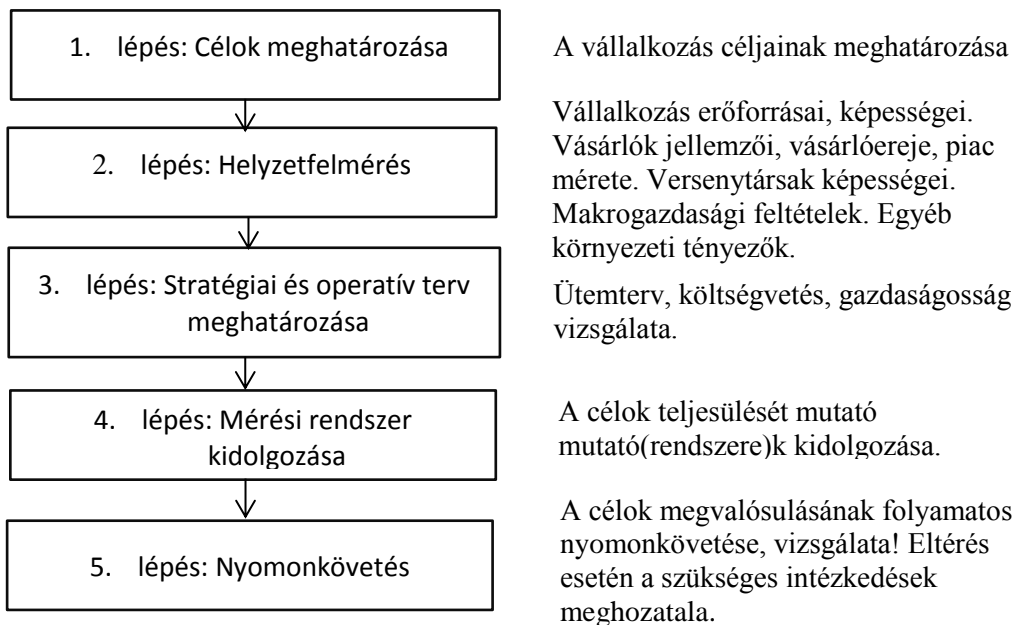 1. lépés: Célok meghatározása
A vállalkozás céljainak meghatározása
2. lépés: Helyzetfelmérés
Vállalkozás erőforrásai, képességei.
Vásárlók jellemzői, vásárlóereje, piac
mérete. Versenytársak képességei.
Makrogazdasági feltételek. Egyéb
környezeti tényezők.
3. lépés: Stratégiai és operatív terv
meghatározása
Ütemterv, költségvetés, gazdaságosság
vizsgálata.
4. lépés: Mérési rendszer
kidolgozása
A célok teljesülését mutató
mutató(rendszere)k kidolgozása.
5. lépés: Nyomonkövetés
A célok megvalósulásának folyamatos
nyomonkövetése, vizsgálata! Eltérés
esetén a szükséges intézkedések
meghozatala.